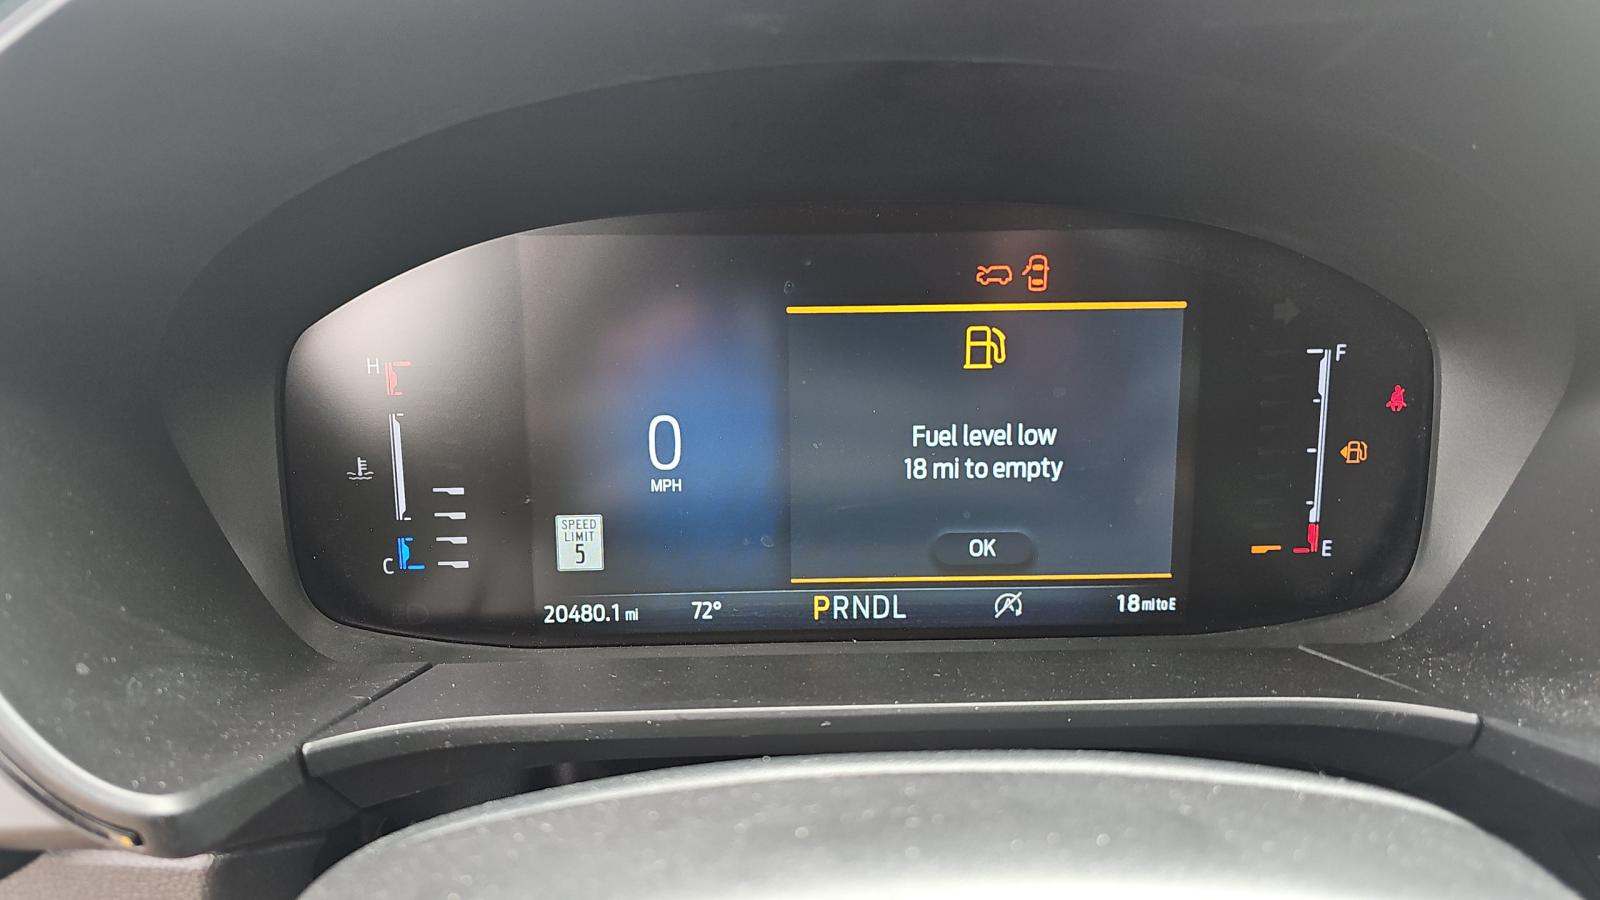 H
C
0
MPH
SPEED
LIMIT
5
Fuel level low
18 mi to empty
OK
F
E
20480.1 mi 72° PRNDL A 18 mi to E